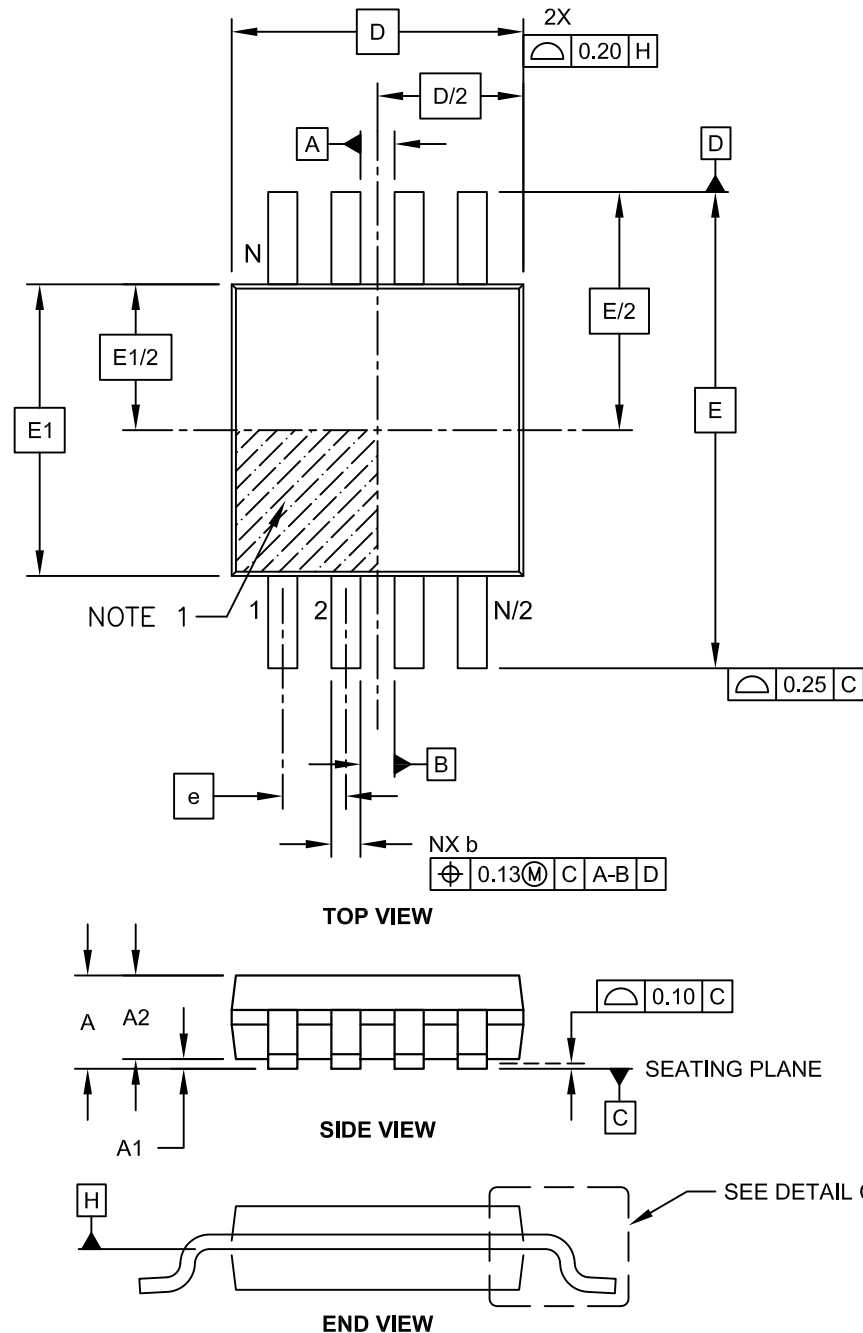 D
2X
⌓ 0.20 H
D/2
A
D
N
E/2
E1/2
E1
E
NOTE 1
1
2
N/2
⌓ 0.25 C
B
e
NX b
⌖ 0.13Ⓜ C A-B D
TOP VIEW
A
A2
⌓ 0.10 C
SEATING PLANE
C
A1
SIDE VIEW
H
SEE DETAIL
END VIEW